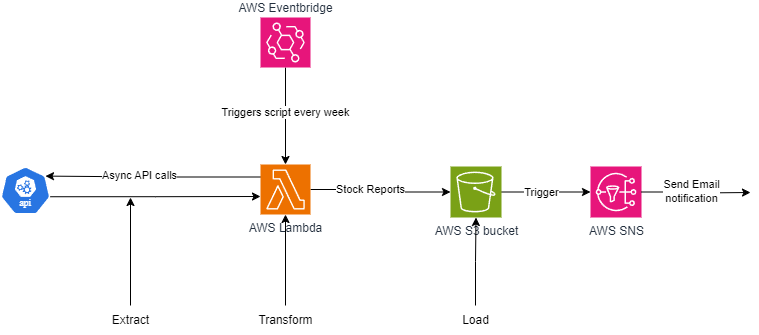 AWS Eventbridge
Triggers script every week
Async API calls
api
Stock Reports
Trigger
Send Email
notification
AWS Lambda
AWS S3 bucket
AWS SNS
Extract
Transform
Load